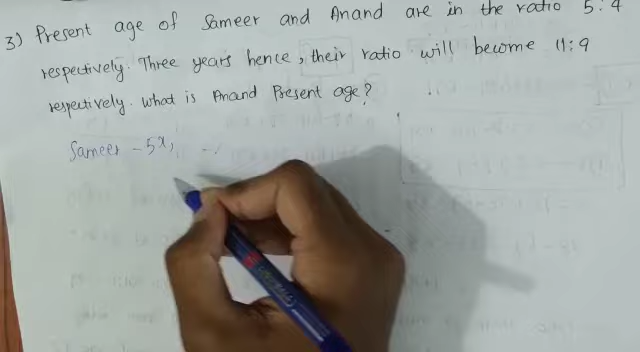 3) Present age of Sameer and Anand are in the ratio 5:4
respectively. Three years hence, their ratio will become 11:9
respectively. What is Anand Present age?
Sameer - 5x,